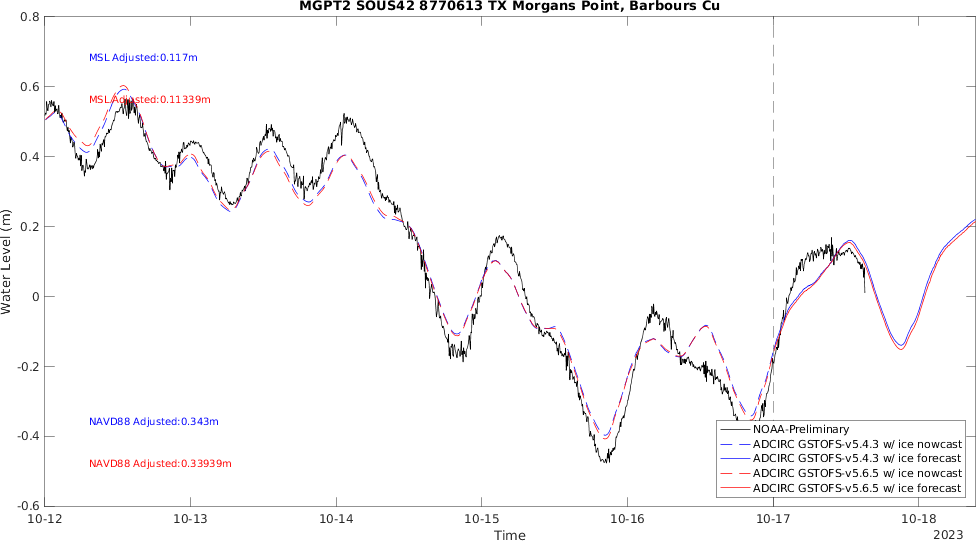 MGPT2 SOUS42 8770613 TX Morgans Point, Barbours Cu
0.8
0.6
0.4
0.2
0
-0.2
-0.4
-0.6
Water Level (m)
MSL Adjusted:0.117m
MSL Adjusted:0.11339m
NAVD88 Adjusted:0.343m
NAVD88 Adjusted:0.33939m
NOAA-Preliminary
ADCIRC GSTOFS-v5.4.3 w/ ice nowcast
ADCIRC GSTOFS-v5.4.3 w/ ice forecast
ADCIRC GSTOFS-v5.6.5 w/ ice nowcast
ADCIRC GSTOFS-v5.6.5 w/ ice forecast
10-12 10-13 10-14 10-15 10-16 10-17 10-18
Time
2023